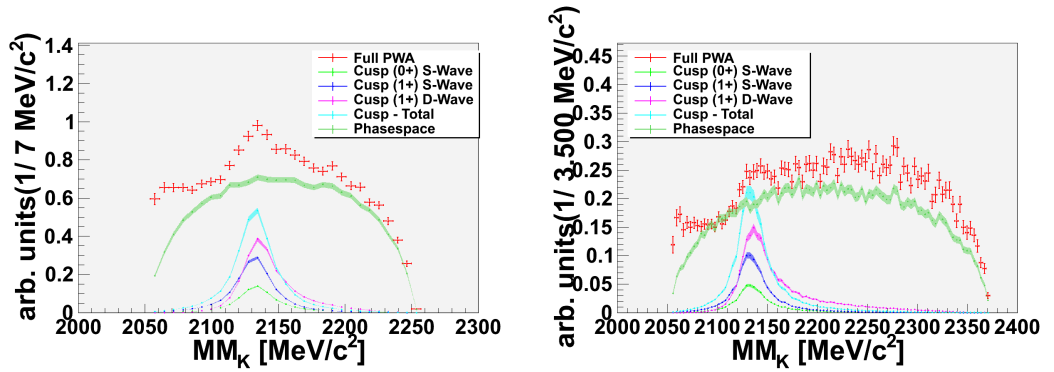 arb. units(1/ 7 MeV/c²)
1.4
1.2
1
0.8
0.6
0.4
0.2
0
Full PWA
Cusp (0+) S-Wave
Cusp (1+) S-Wave
Cusp (1+) D-Wave
Cusp - Total
Phasespace
2000 2050 2100 2150 2200 2250 2300
MM_K [MeV/c²]
arb. units(1/ 3.500 MeV/c²)
0.45
0.4
0.35
0.3
0.25
0.2
0.15
0.1
0.05
0
Full PWA
Cusp (0+) S-Wave
Cusp (1+) S-Wave
Cusp (1+) D-Wave
Cusp - Total
Phasespace
2000 2050 2100 2150 2200 2250 2300 2350 2400
MM_K [MeV/c²]